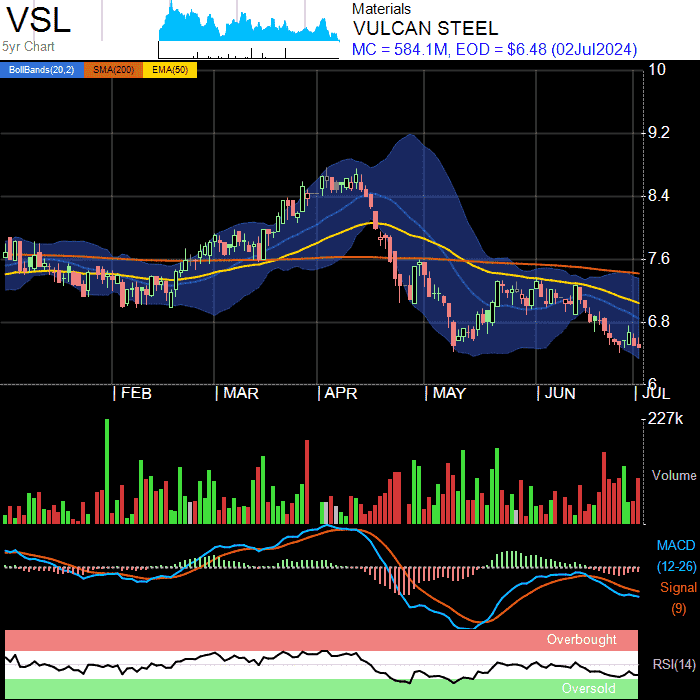 VSL
5yr Chart
Materials
VULCAN STEEL
MC = 584.1M, EOD = $6.48 (02Jul2024)
BollBands(20,2) SMA(200) EMA(50)
10
9.2
8.4
7.6
6.8
6
FEB MAR APR MAY JUN JUL
227k
Volume
MACD
(12-26)
Signal
(9)
Overbought
RSI(14)
Oversold